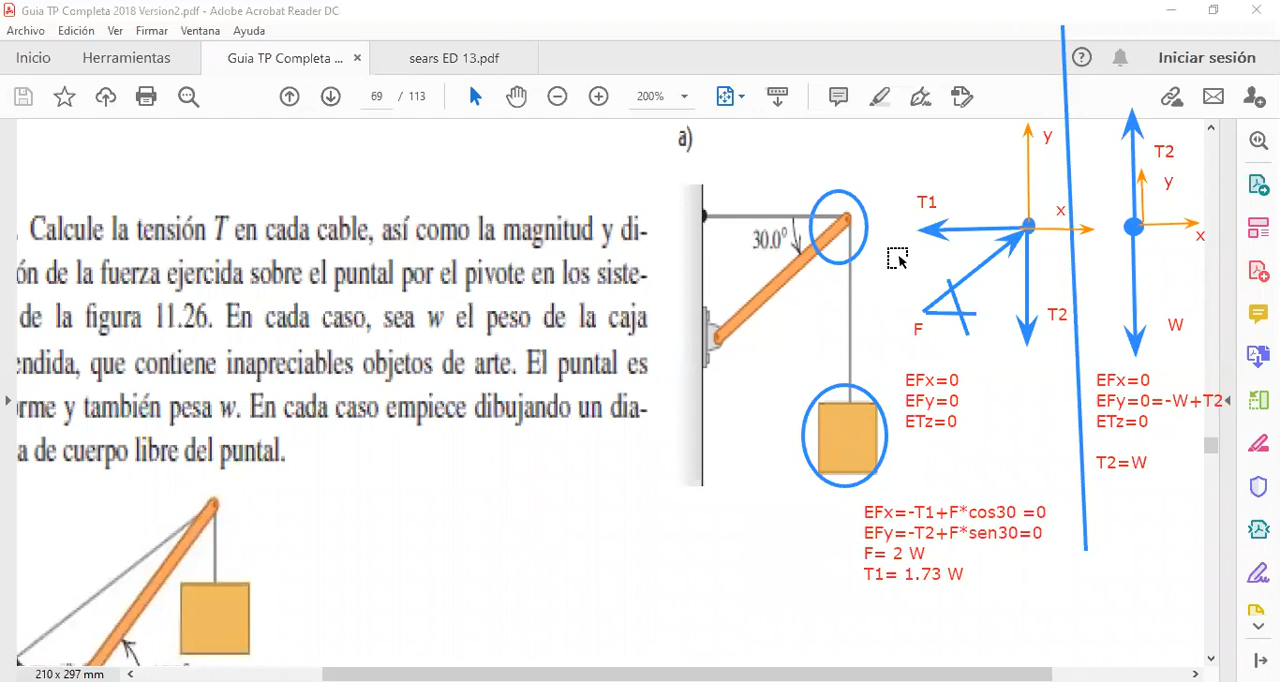 Guia TP Completa 2018 Version2.pdf - Adobe Acrobat Reader DC
Archivo Edición Ver Firmar Ventana Ayuda
Inicio Herramientas Guia TP Completa ... × sears ED 13.pdf Iniciar sesión
69 / 113 200%
a)
. Calcule la tensión T en cada cable, así como la magnitud y di-
ón de la fuerza ejercida sobre el puntal por el pivote en los siste-
de la figura 11.26. En cada caso, sea w el peso de la caja
endida, que contiene inapreciables objetos de arte. El puntal es
rme y también pesa w. En cada caso empiece dibujando un dia-
a de cuerpo libre del puntal.
30.0°
y
T1
x
F
T2
T2
y
x
W
EFx=0
EFy=0
ETz=0
EFx=0
EFy=0=-W+T2
ETz=0
T2=W
EFx=-T1+F*cos30 =0
EFy=-T2+F*sen30=0
F= 2 W
T1= 1.73 W
210 x 297 mm